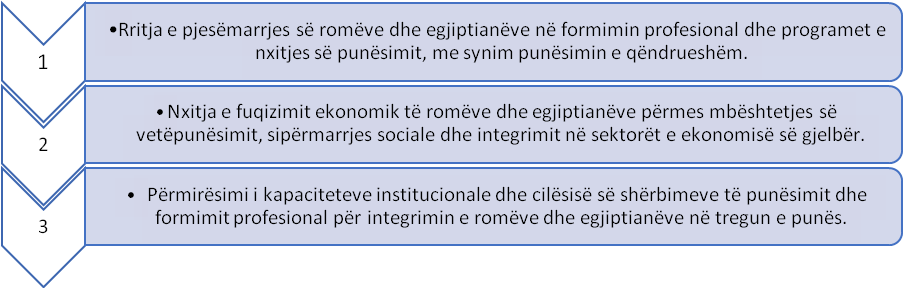 1
•Rritja e pjesëmarrjes së romëve dhe egjiptianëve në formimin profesional dhe programet e
nxitjes së punësimit, me synim punësimin e qëndrueshëm.
2
•Nxitja e fuqizimit ekonomik të romëve dhe egjiptianëve përmes mbështetjes së
vetëpunësimit, sipërmarrjes sociale dhe integrimit në sektorët e ekonomisë së gjelbër.
3
• Përmirësimi i kapaciteteve institucionale dhe cilësisë së shërbimeve të punësimit dhe
formimit profesional për integrimin e romëve dhe egjiptianëve në tregun e punës.